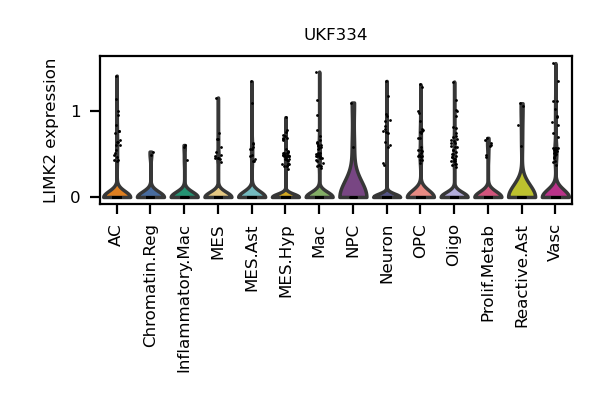 UKF334
LIMK2 expression
1
0
AC
Chromatin.Reg
Inflammatory.Mac
MES
MES.Ast
MES.Hyp
Mac
NPC
Neuron
OPC
Oligo
Prolif.Metab
Reactive.Ast
Vasc